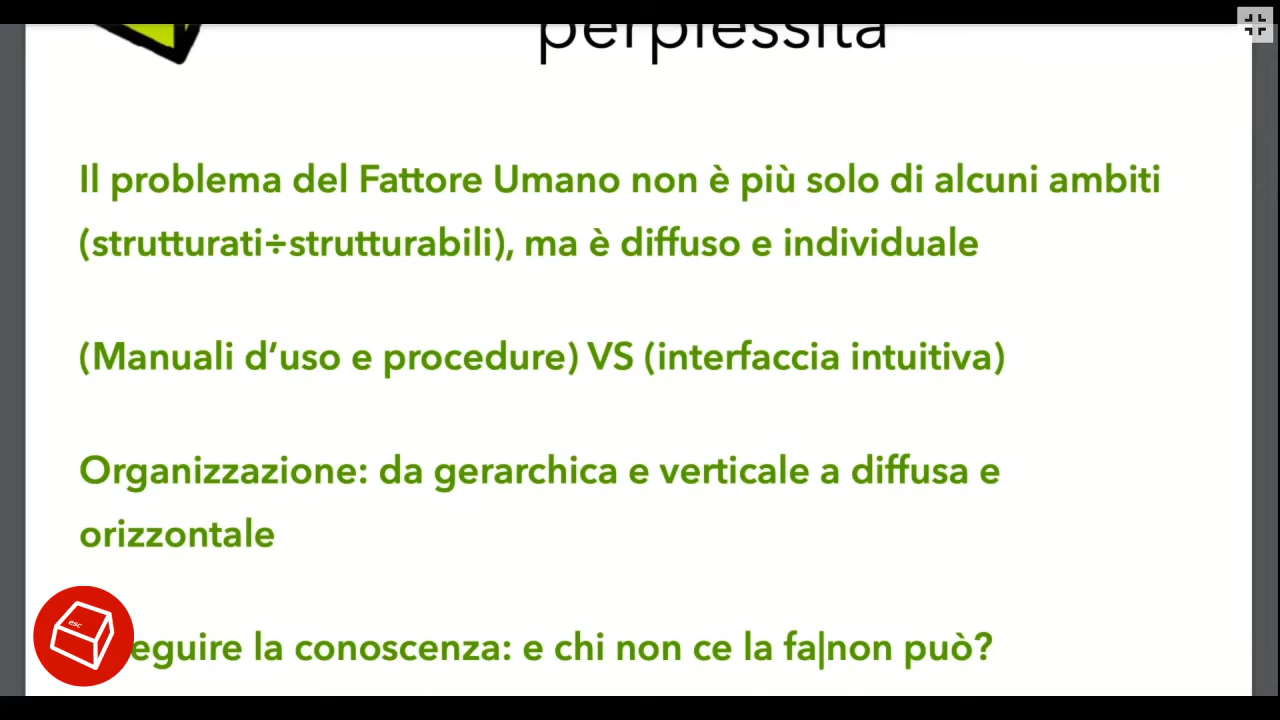 perplessità
Il problema del Fattore Umano non è più solo di alcuni ambiti
(strutturati÷strutturabili), ma è diffuso e individuale
(Manuali d’uso e procedure) VS (interfaccia intuitiva)
Organizzazione: da gerarchica e verticale a diffusa e
orizzontale
esc
eguire la conoscenza: e chi non ce la fa|non può?